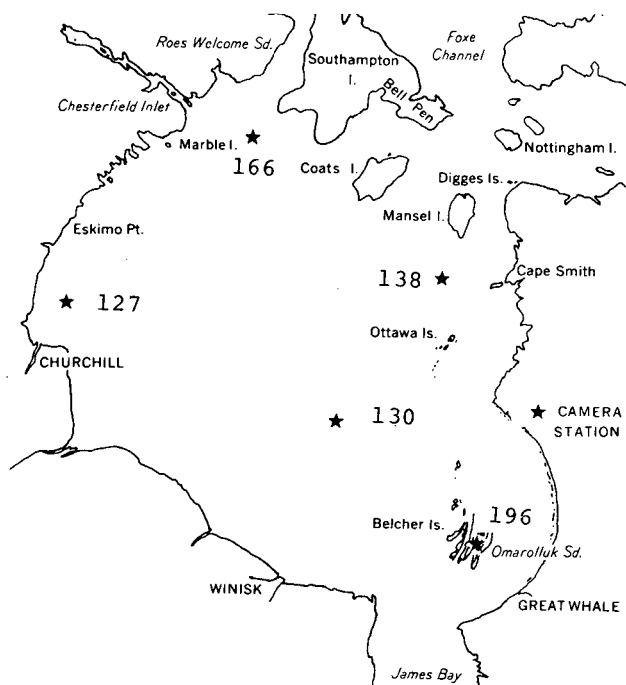 Roes Welcome Sd.
Foxe
Channel
Southampton
I.
Bell Pen
Chesterfield Inlet
Marble I.
166
Coats I.
Nottingham I.
Digges Is.
Mansel I.
Eskimo Pt.
138
Cape Smith
127
Ottawa Is.
CHURCHILL
130
CAMERA
STATION
196
Belcher Is.
Omarolluk Sd.
WINISK
GREAT WHALE
James Bay